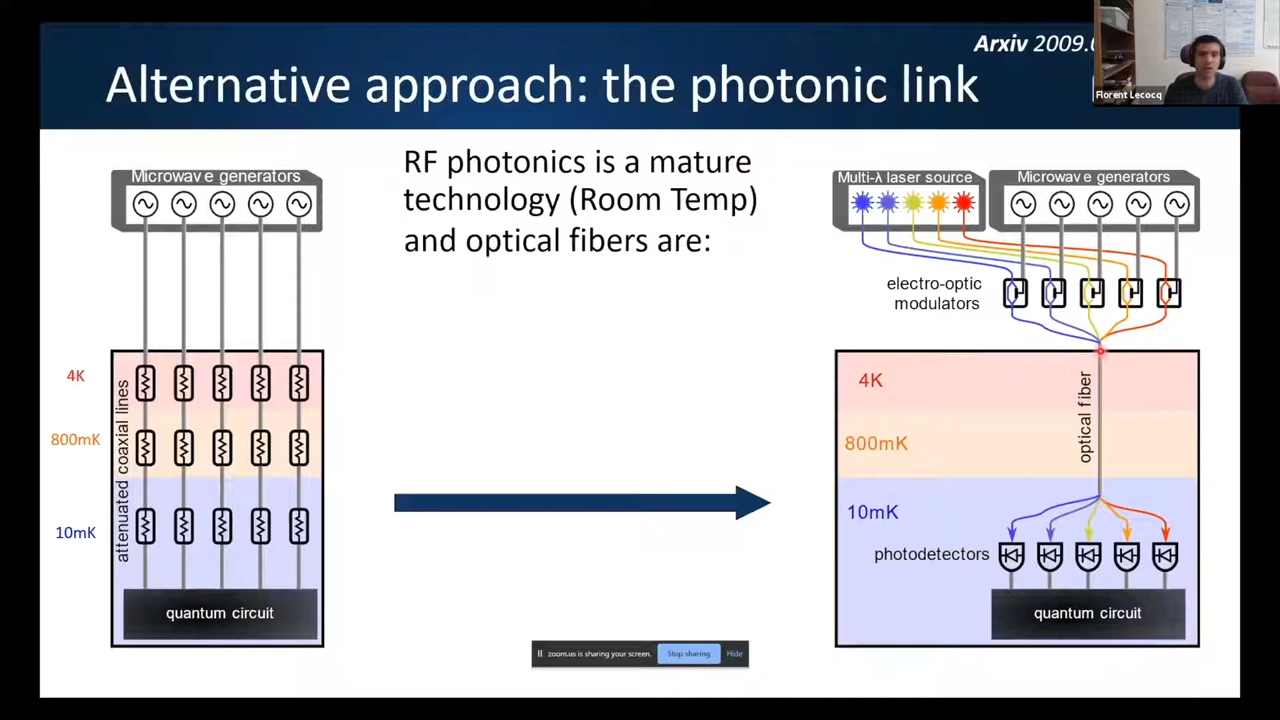 Arxiv 2009.
Alternative approach: the photonic link
Florent Lecocq
RF photonics is a mature
technology (Room Temp)
and optical fibers are:
Microwave generators
4K
800mK
10mK
attenuated coaxial lines
quantum circuit
Multi-λ laser source
Microwave generators
electro-optic
modulators
4K
800mK
10mK
optical fiber
photodetectors
quantum circuit
zoom.us is sharing your screen.
Stop sharing
Hide